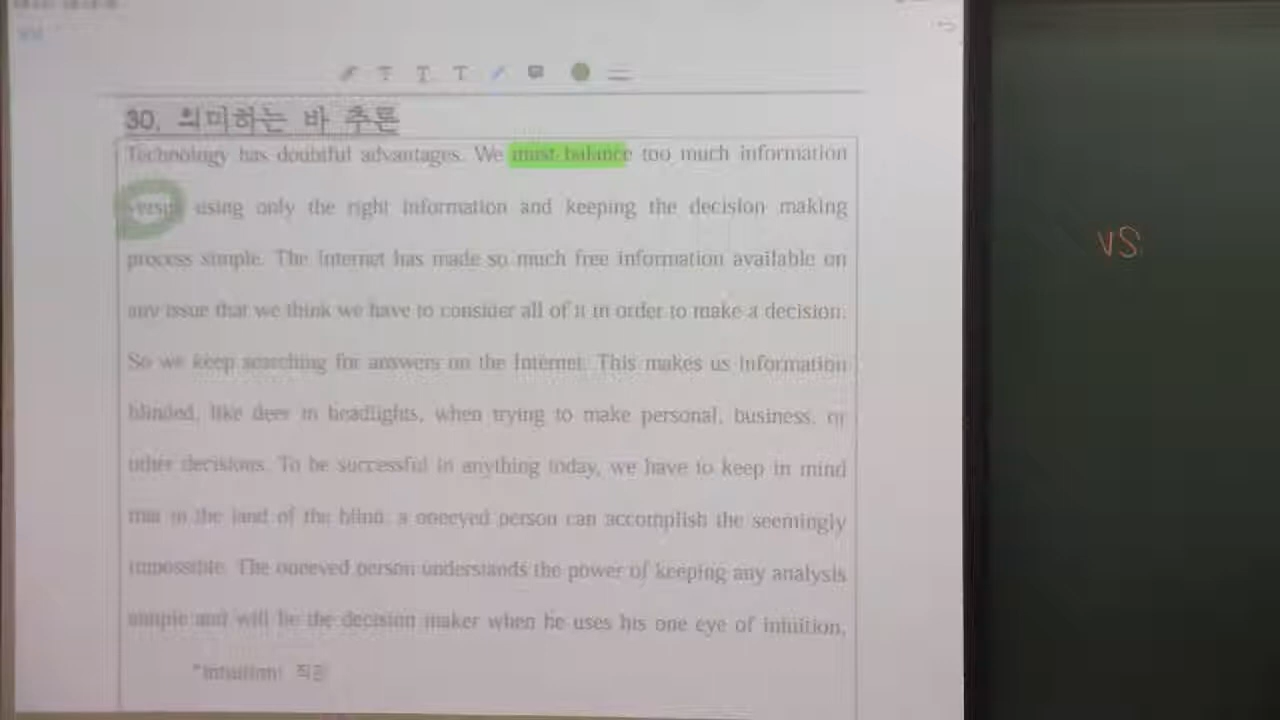 30. 의미하는 바 추론
Technology has doubtful advantages. We must balance too much information
versus using only the right information and keeping the decision making
process simple. The Internet has made so much free information available on
any issue that we think we have to consider all of it in order to make a decision.
So we keep searching for answers on the Internet. This makes us information
blinded, like deer in headlights, when trying to make personal, business, or
other decisions. To be successful in anything today, we have to keep in mind
that in the land of the blind, a oneeyed person can accomplish the seemingly
impossible. The oneeyed person understands the power of keeping any analysis
simple and will be the decision maker when he uses his one eye of intuition.
*intuition: 직관
vs